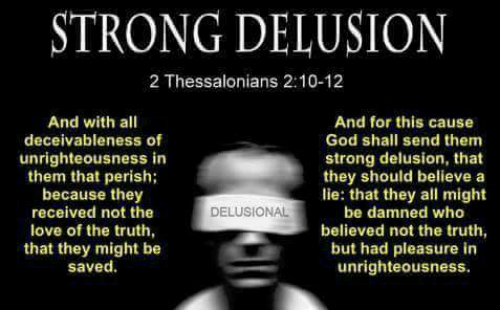 STRONG DELUSION
2 Thessalonians 2:10-12
And with all
deceivableness of
unrighteousness in
them that perish;
because they
received not the
love of the truth,
that they might be
saved.
DELUSIONAL
And for this cause
God shall send them
strong delusion, that
they should believe a
lie: that they all might
be damned who
believed not the truth,
but had pleasure in
unrighteousness.